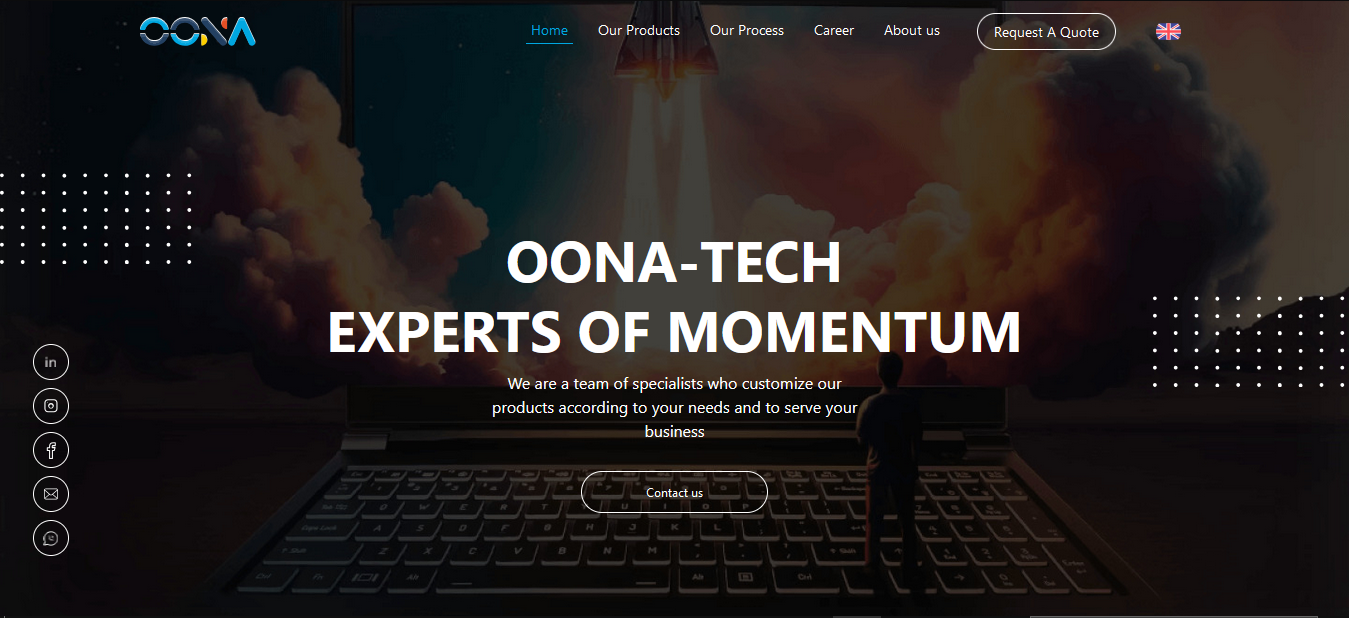 OONA
Home
Our Products
Our Process
Career
About us
Request A Quote
OONA-TECH
EXPERTS OF MOMENTUM
We are a team of specialists who customize our
products according to your needs and to serve your
business
in
Contact us